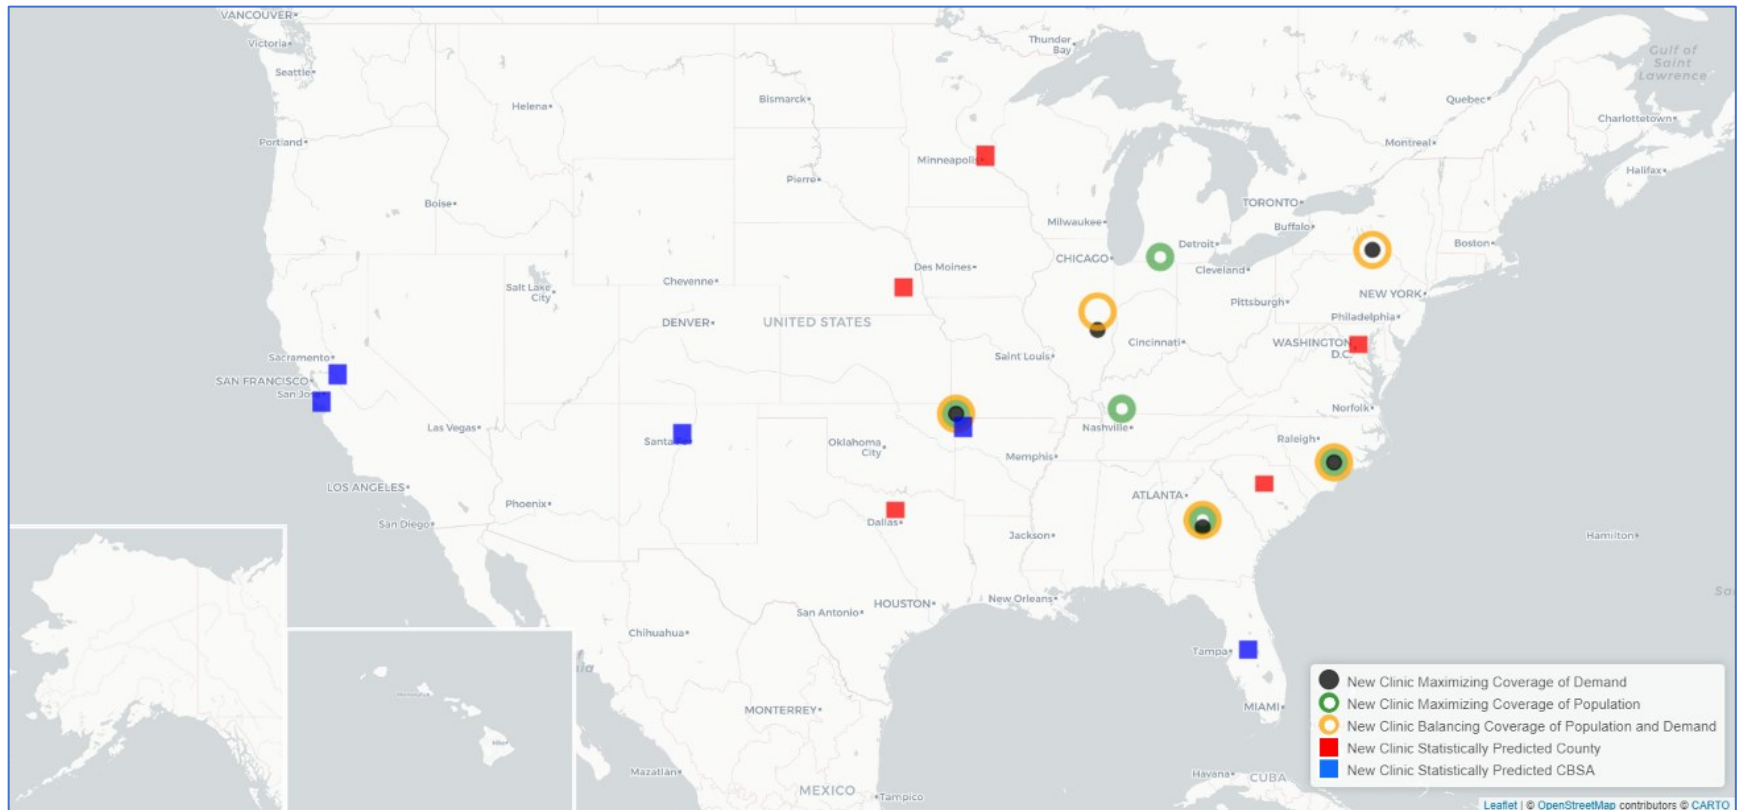 VANCOUVER
Victoria
Seattle
Thunder
Bay
Gulf of
Saint
Lawrence
Helena
Bismarck
Quebec
Charlottetown
Portland
Minneapolis
Montreal
Halifax
Pierre
Boise
TORONTO
Milwaukee
Buffalo
Detroit
Boston
CHICAGO
Des Moines
Cleveland
Salt Lake
City
Cheyenne
NEW YORK
Pittsburgh
Philadelphia
DENVER
UNITED STATES
WASHINGTON
D.C.
Cincinnati
Saint Louis
Sacramento
SAN FRANCISCO
San Jose
Norfolk
Las Vegas
Santa
Nashville
Raleigh
Oklahoma
City
Memphis
LOS ANGELES
ATLANTA
Phoenix
San Diego
Dallas
Jackson
Hamilton
New Orleans
HOUSTON
San Antonio
Chihuahua
Tampa
MONTERREY
MIAMI
Mazatlán
Havana
CUBA
MEXICO
Tampico
New Clinic Maximizing Coverage of Demand
New Clinic Maximizing Coverage of Population
New Clinic Balancing Coverage of Population and Demand
New Clinic Statistically Predicted County
New Clinic Statistically Predicted CBSA
Leaflet | © OpenStreetMap contributors © CARTO